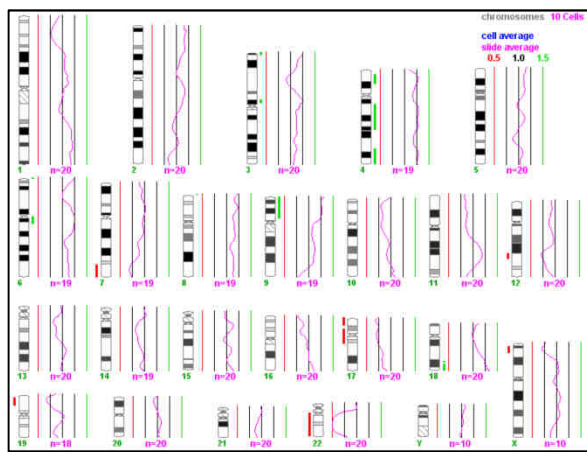 chromosomes 10 Cells
cell average
slide average
0.5 1.0 1.5
1 n=20
2 n=20
3 n=20
4 n=19
5 n=20
6 n=19
7 n=19
8 n=19
9 n=19
10 n=20
11 n=20
12 n=20
13 n=20
14 n=19
15 n=20
16 n=20
17 n=20
18 n=20
19 n=18
20 n=20
21 n=20
22 n=20
Y n=10
X n=10